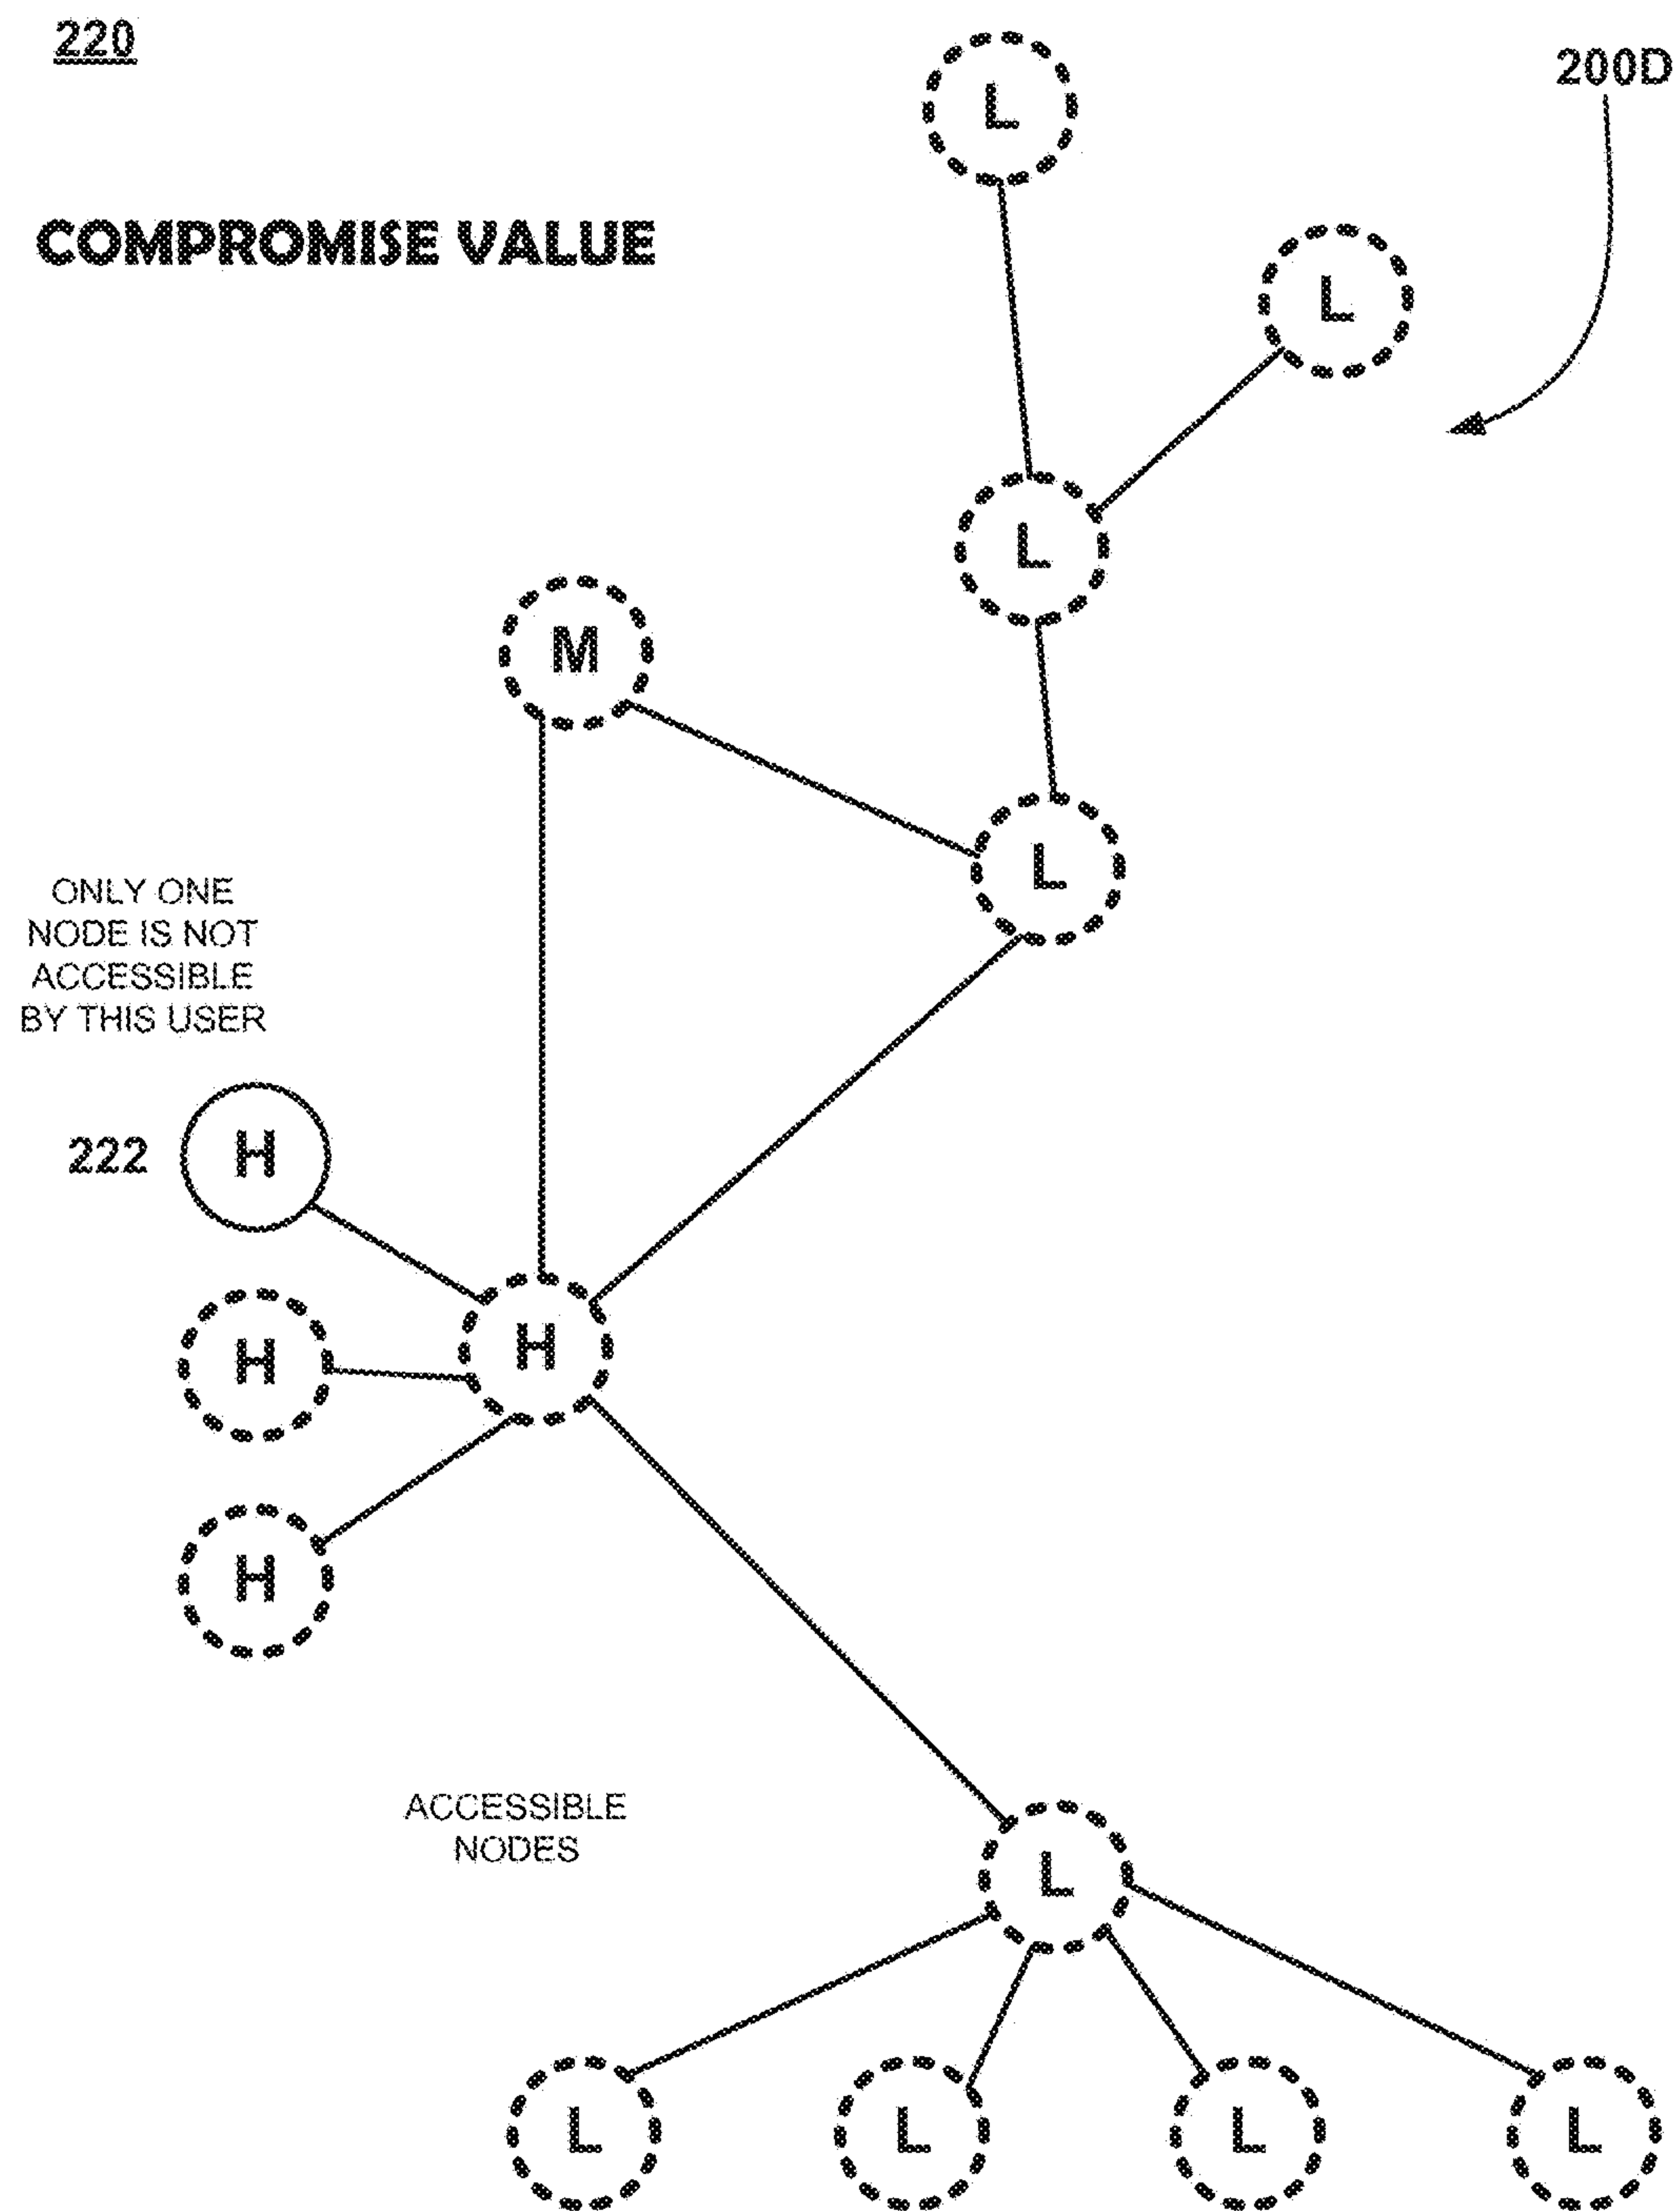 220
200D
L
COMPROMISE VALUE
L
L
M
L
ONLY ONE
NODE IS NOT
ACCESSIBLE
BY THIS USER
222
H
H
H
H
ACCESSIBLE
NODES
L
L
L
L
L